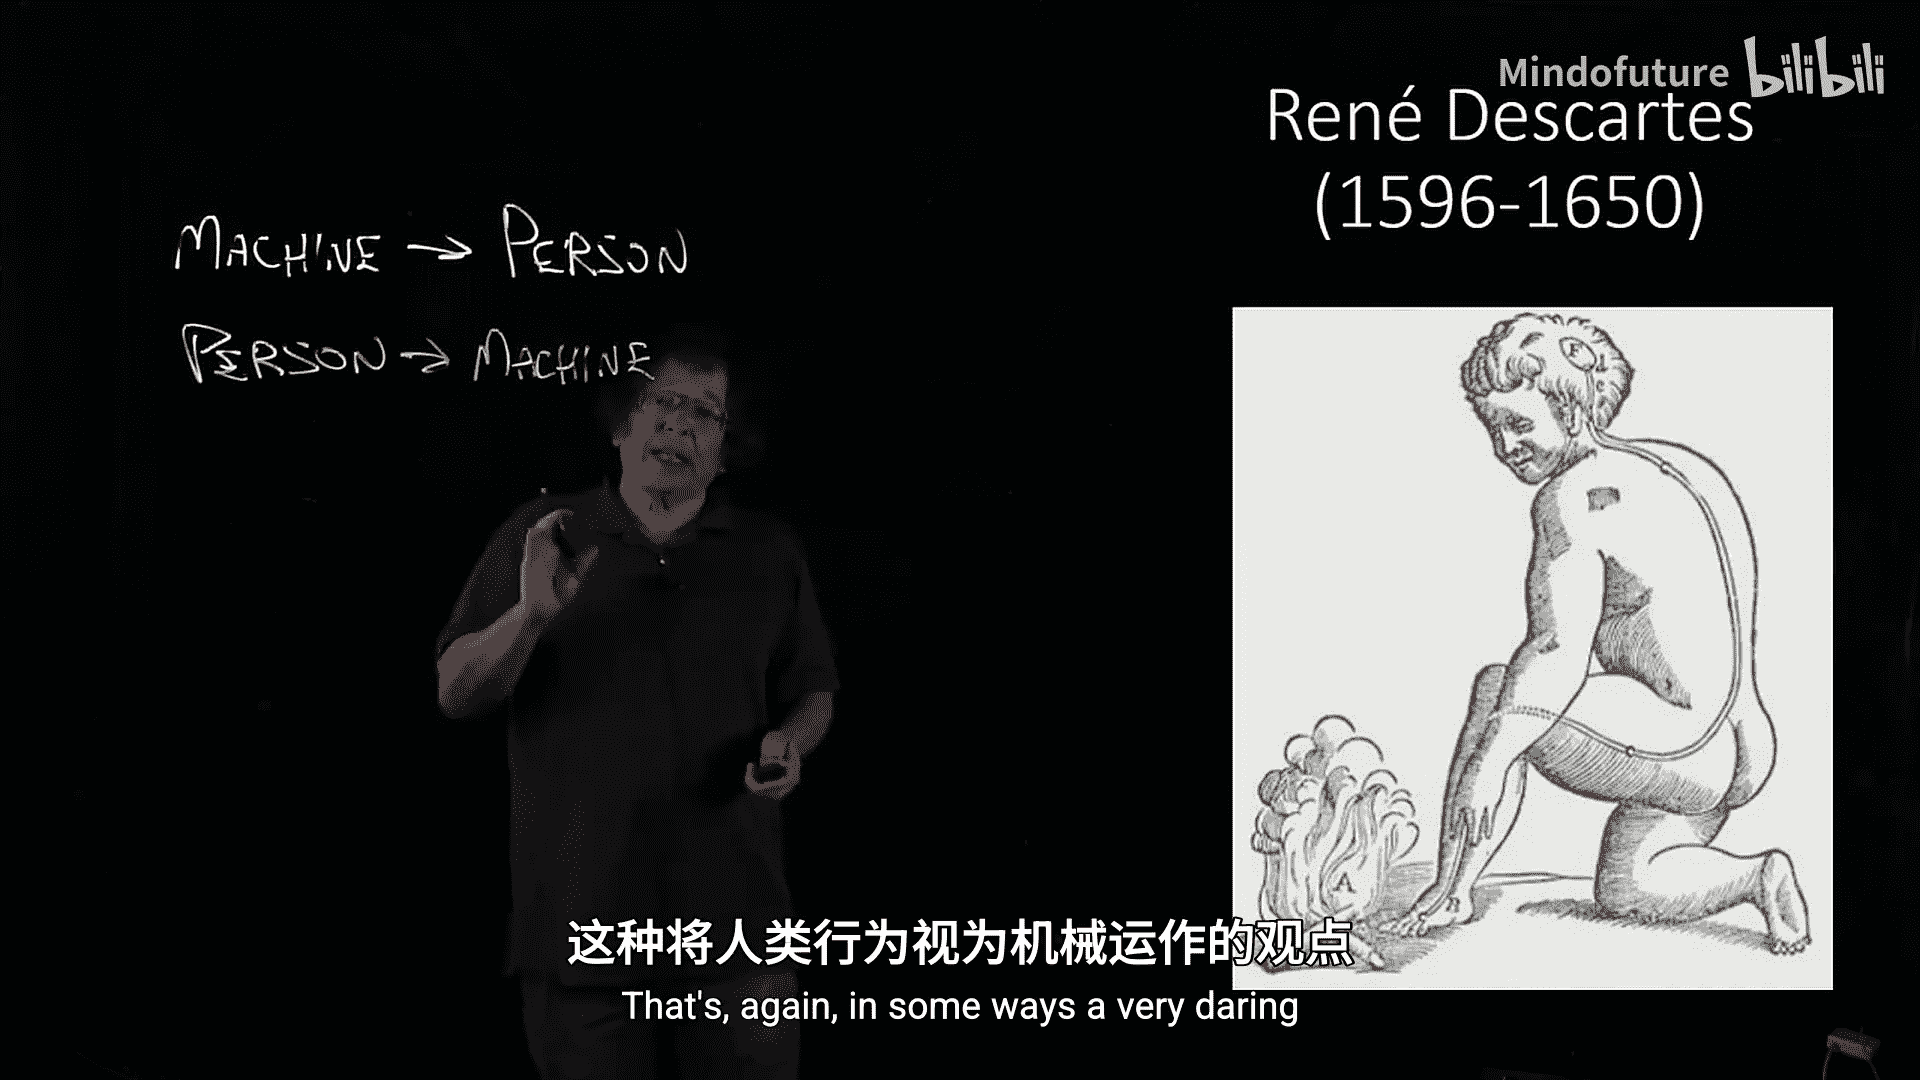 Mindofuture bilibili
René Descartes
(1596-1650)
MACHINE → PERSON
PERSON → MACHINE
F
A
B
这种将人类行为视为机械运作的观点
That's, again, in some ways a very daring